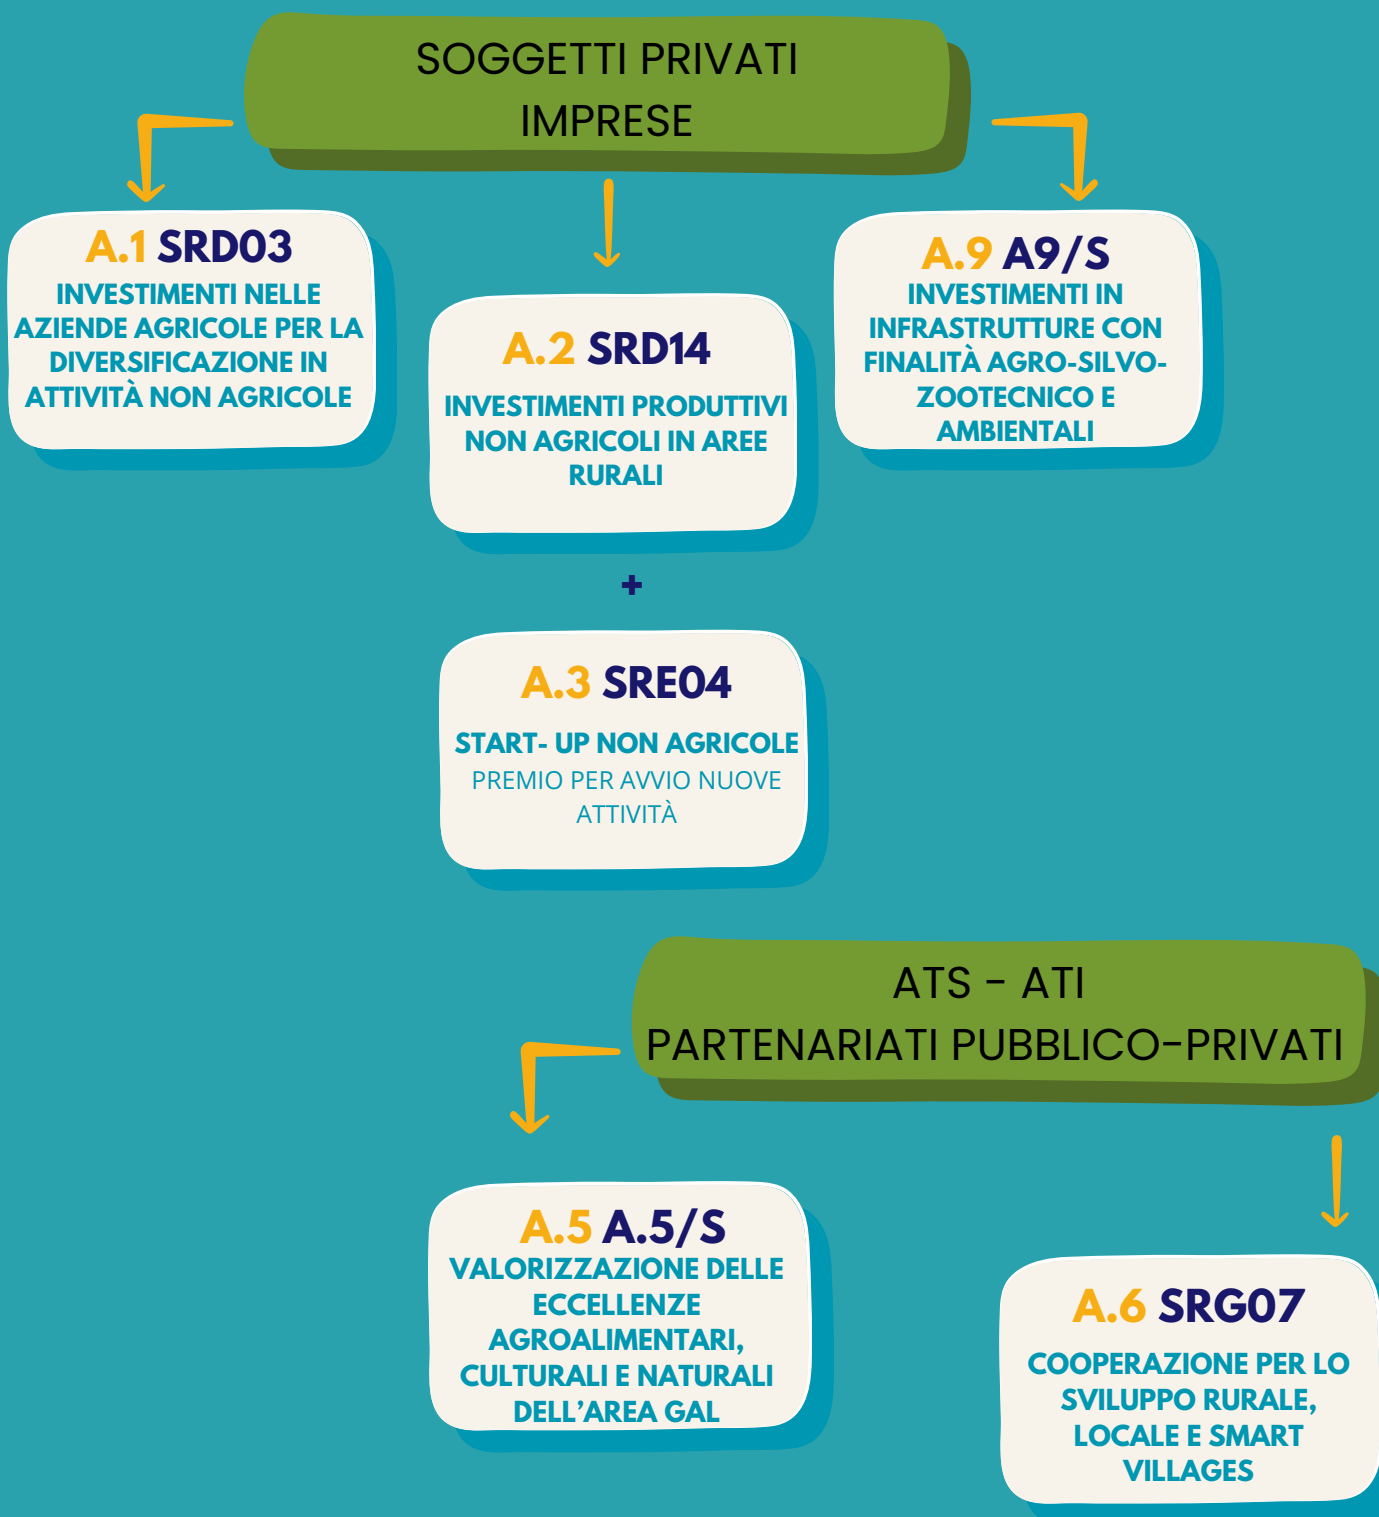 SOGGETTI PRIVATI
IMPRESE
A.1 SRD03
INVESTIMENTI NELLE
AZIENDE AGRICOLE PER LA
DIVERSIFICAZIONE IN
ATTIVITÀ NON AGRICOLE
A.2 SRD14
INVESTIMENTI PRODUTTIVI
NON AGRICOLI IN AREE
RURALI
+
A.3 SRE04
START- UP NON AGRICOLE
PREMIO PER AVVIO NUOVE
ATTIVITÀ
A.9 A9/S
INVESTIMENTI IN
INFRASTRUTTURE CON
FINALITÀ AGRO-SILVO-
ZOOTECNICO E
AMBIENTALI
ATS - ATI
PARTENARIATI PUBBLICO-PRIVATI
A.5 A.5/S
VALORIZZAZIONE DELLE
ECCELLENZE
AGROALIMENTARI,
CULTURALI E NATURALI
DELL'AREA GAL
A.6 SRG07
COOPERAZIONE PER LO
SVILUPPO RURALE,
LOCALE E SMART
VILLAGES